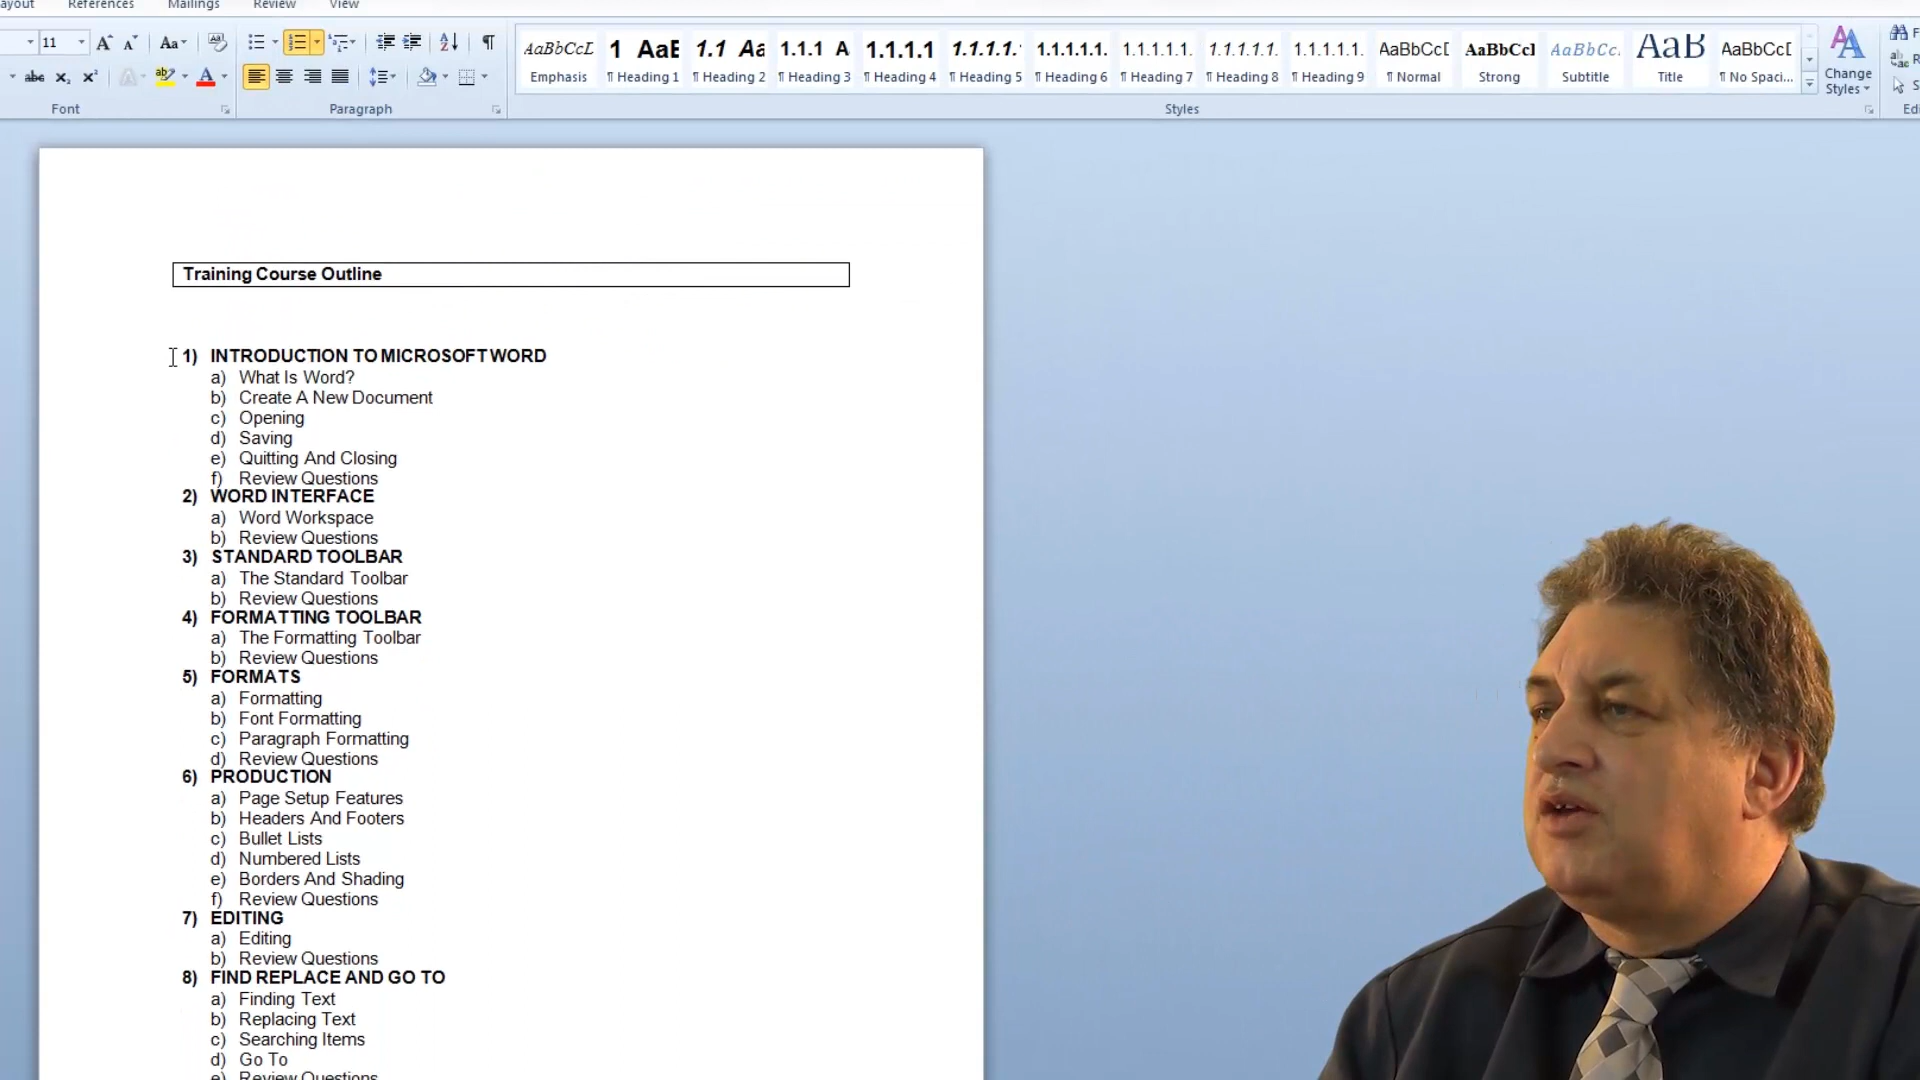 ayout References Mailings Review View
11 Aa abc x₂ x² ab A A
AaBbCcD 1 AaB 1.1 Aa 1.1.1 A 1.1.1.1 1.1.1.1. 1.1.1.1. 1.1.1.1.1. 1.1.1.1.1. 1.1.1.1.1. AaBbCcD AaBbCcI AaBbCc. AaB AaBbCcD
Emphasis ¶ Heading 1 ¶ Heading 2 ¶ Heading 3 ¶ Heading 4 ¶ Heading 5 ¶ Heading 6 ¶ Heading 7 ¶ Heading 8 ¶ Heading 9 ¶ Normal Strong Subtitle Title ¶ No Spaci...
Change
Styles
Font Paragraph Styles
Training Course Outline
1) INTRODUCTION TO MICROSOFT WORD
a) What Is Word?
b) Create A New Document
c) Opening
d) Saving
e) Quitting And Closing
f) Review Questions
2) WORD INTERFACE
a) Word Workspace
b) Review Questions
3) STANDARD TOOLBAR
a) The Standard Toolbar
b) Review Questions
4) FORMATTING TOOLBAR
a) The Formatting Toolbar
b) Review Questions
5) FORMATS
a) Formatting
b) Font Formatting
c) Paragraph Formatting
d) Review Questions
6) PRODUCTION
a) Page Setup Features
b) Headers And Footers
c) Bullet Lists
d) Numbered Lists
e) Borders And Shading
f) Review Questions
7) EDITING
a) Editing
b) Review Questions
8) FIND REPLACE AND GO TO
a) Finding Text
b) Replacing Text
c) Searching Items
d) Go To
e) Review Questions